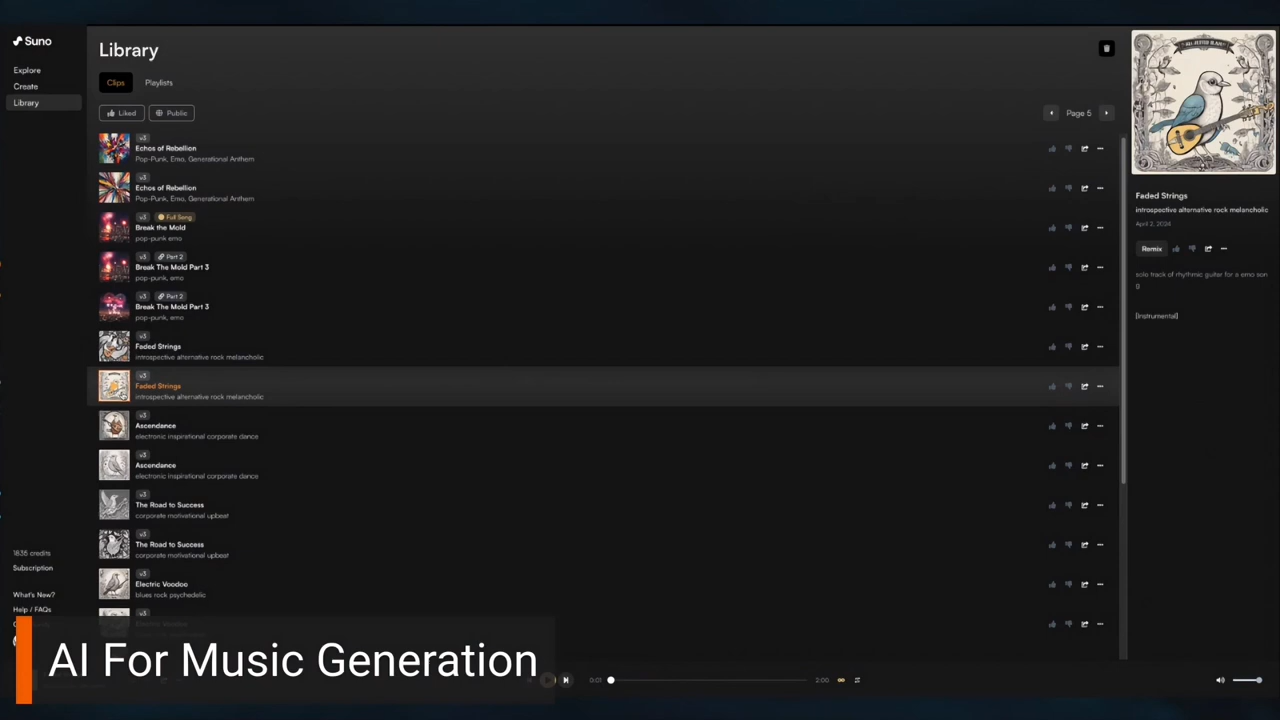 Suno
Explore
Create
Library
1836 credits
Subscription
What's New?
Help / FAQs
Library
Clips
Playlists
Liked
Public
Page 5
v3
Echos of Rebellion
Pop-Punk, Emo, Generational Anthem
v3
Echos of Rebellion
Pop-Punk, Emo, Generational Anthem
v3 Full Song
Break the Mold
pop-punk emo
v3 Part 2
Break The Mold Part 3
pop-punk, emo
v3 Part 2
Break The Mold Part 3
pop-punk, emo
v3
Faded Strings
introspective alternative rock melancholic
v3
Faded Strings
introspective alternative rock melancholic
v3
Ascendance
electronic inspirational corporate dance
v3
Ascendance
electronic inspirational corporate dance
v3
The Road to Success
corporate motivational upbeat
v3
The Road to Success
corporate motivational upbeat
v3
Electric Voodoo
blues rock psychedelic
v3
Electric Voodoo
Faded Strings
introspective alternative rock melancholic
April 2, 2024
Remix
solo track of rhythmic guitar for a emo son
g
[Instrumental]
AI For Music Generation
0:01
2:00